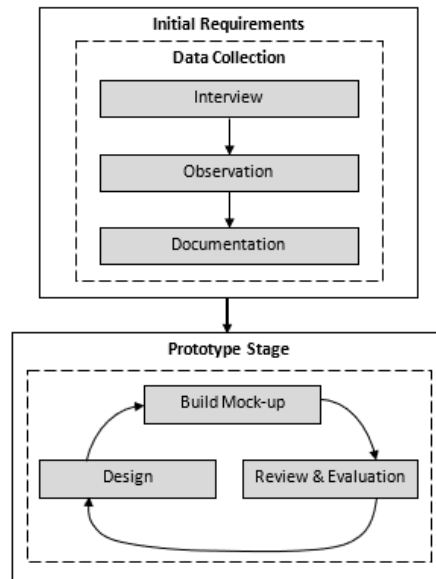 Initial Requirements
Data Collection
Interview
Observation
Documentation
Prototype Stage
Build Mock-up
Design
Review & Evaluation